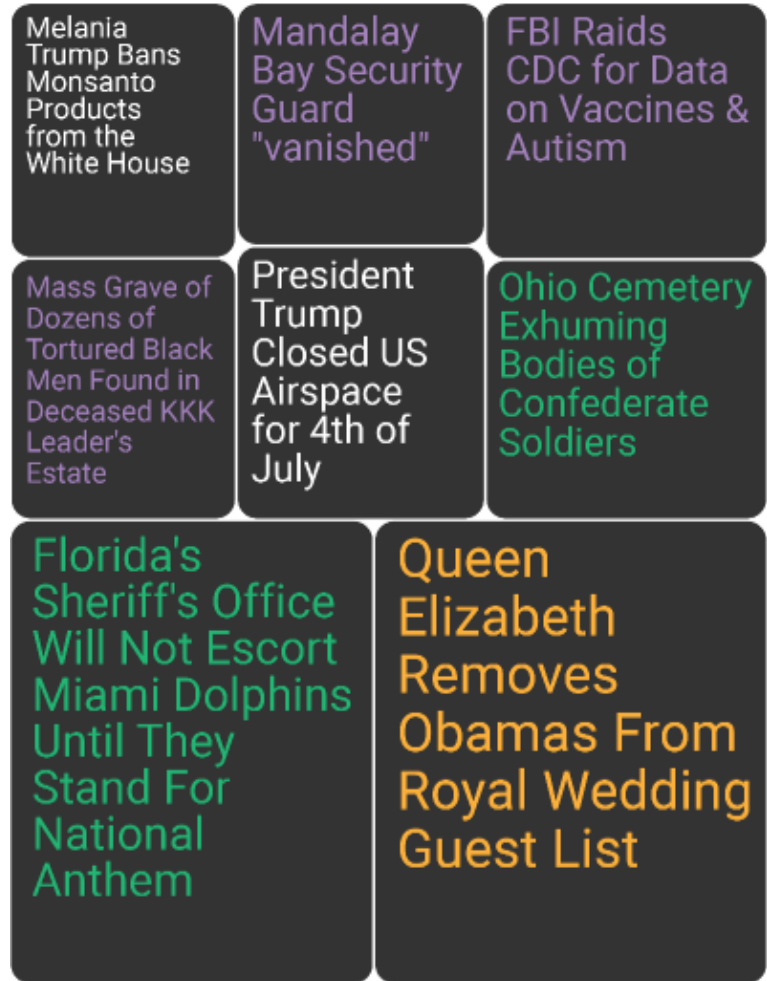 Melania
Trump Bans
Monsanto
Products
from the
White House
Mandalay
Bay Security
Guard
"vanished"
FBI Raids
CDC for Data
on Vaccines &
Autism
Mass Grave of
Dozens of
Tortured Black
Men Found in
Deceased KKK
Leader's
Estate
President
Trump
Closed US
Airspace
for 4th of
July
Ohio Cemetery
Exhuming
Bodies of
Confederate
Soldiers
Florida's
Sheriff's Office
Will Not Escort
Miami Dolphins
Until They
Stand For
National
Anthem
Queen
Elizabeth
Removes
Obamas From
Royal Wedding
Guest List